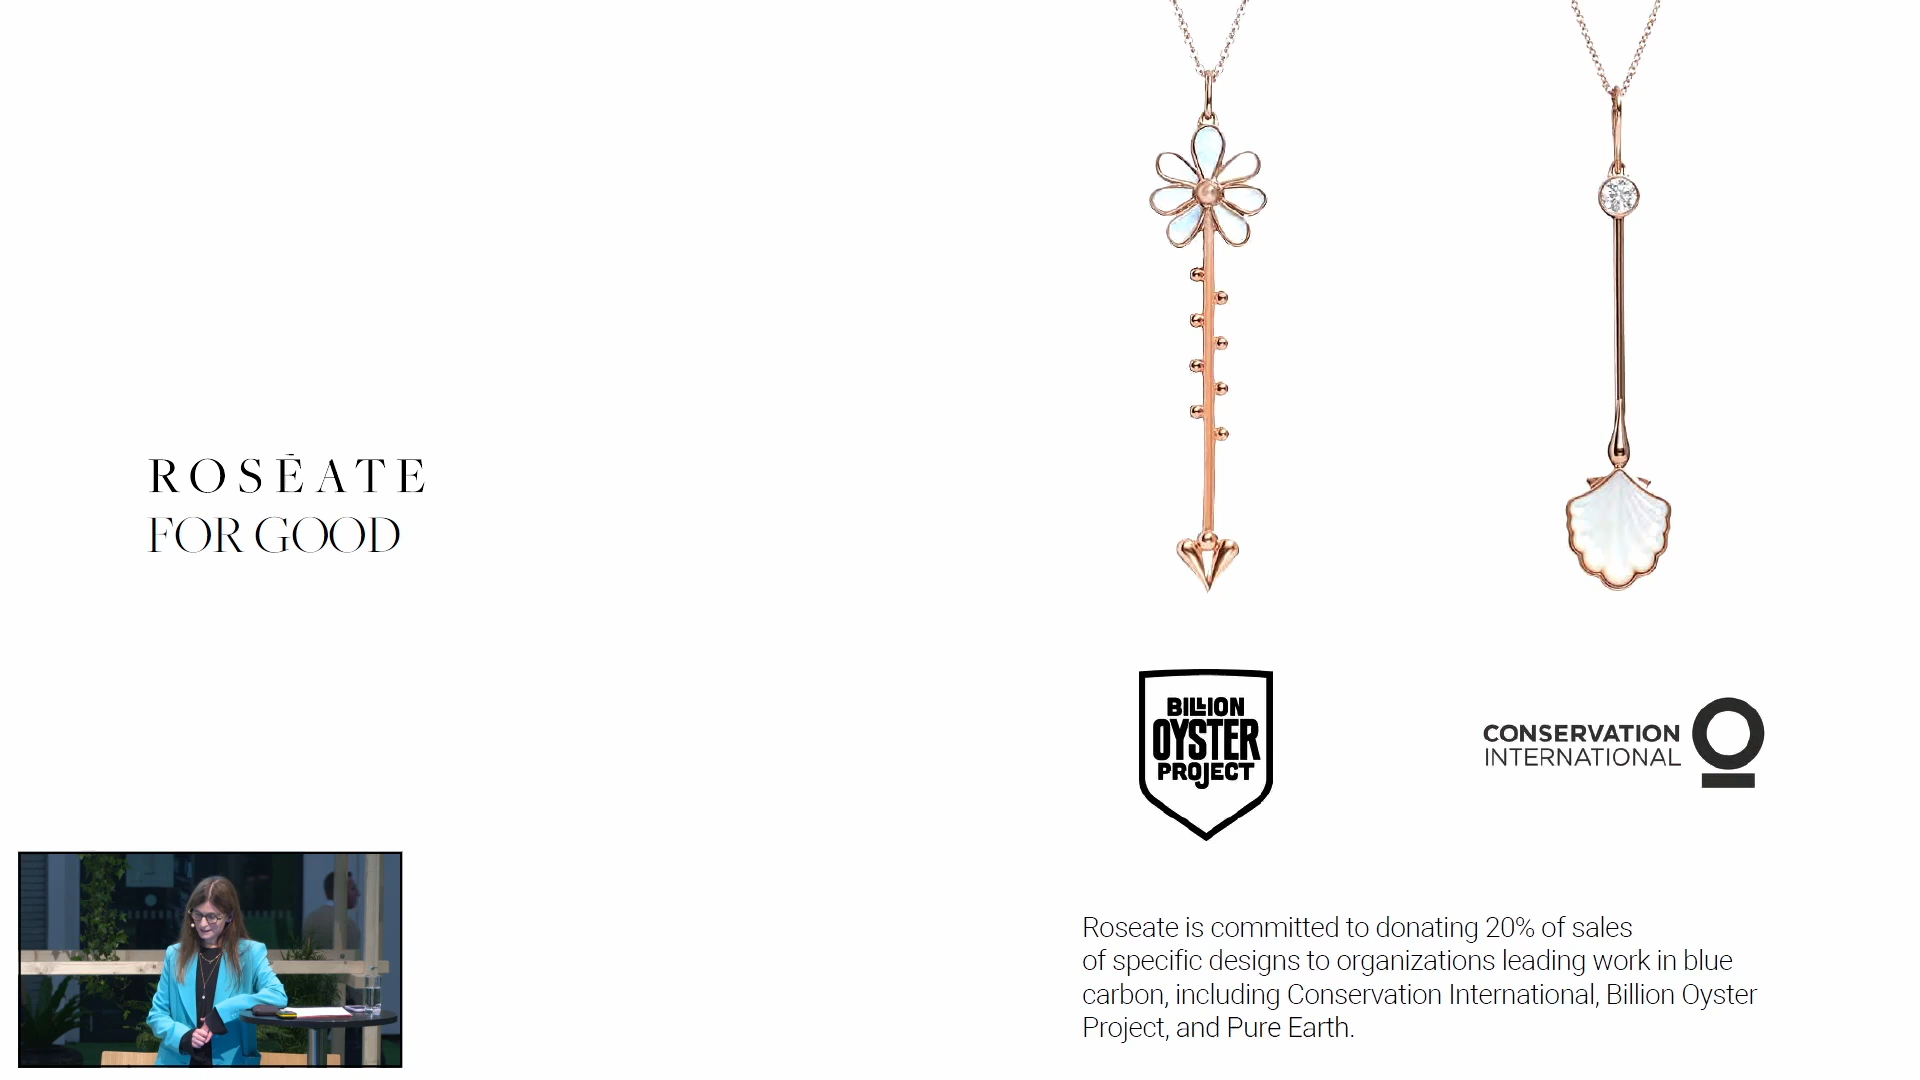 ROSĒATE
FOR GOOD
BILLION
OYSTER
PROJECT
CONSERVATION
INTERNATIONAL
Roseate is committed to donating 20% of sales
of specific designs to organizations leading work in blue
carbon, including Conservation International, Billion Oyster
Project, and Pure Earth.